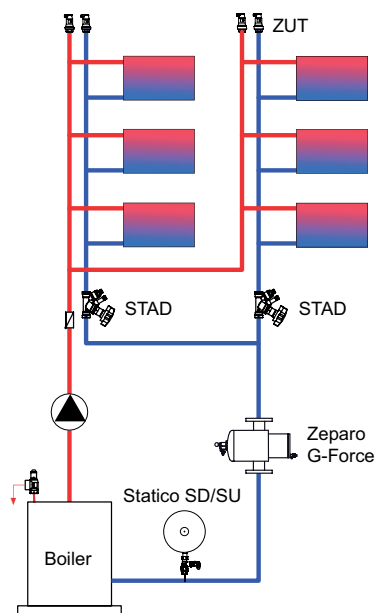 ZUT
STAD
STAD
Zeparo
G-Force
Statico SD/SU
Boiler